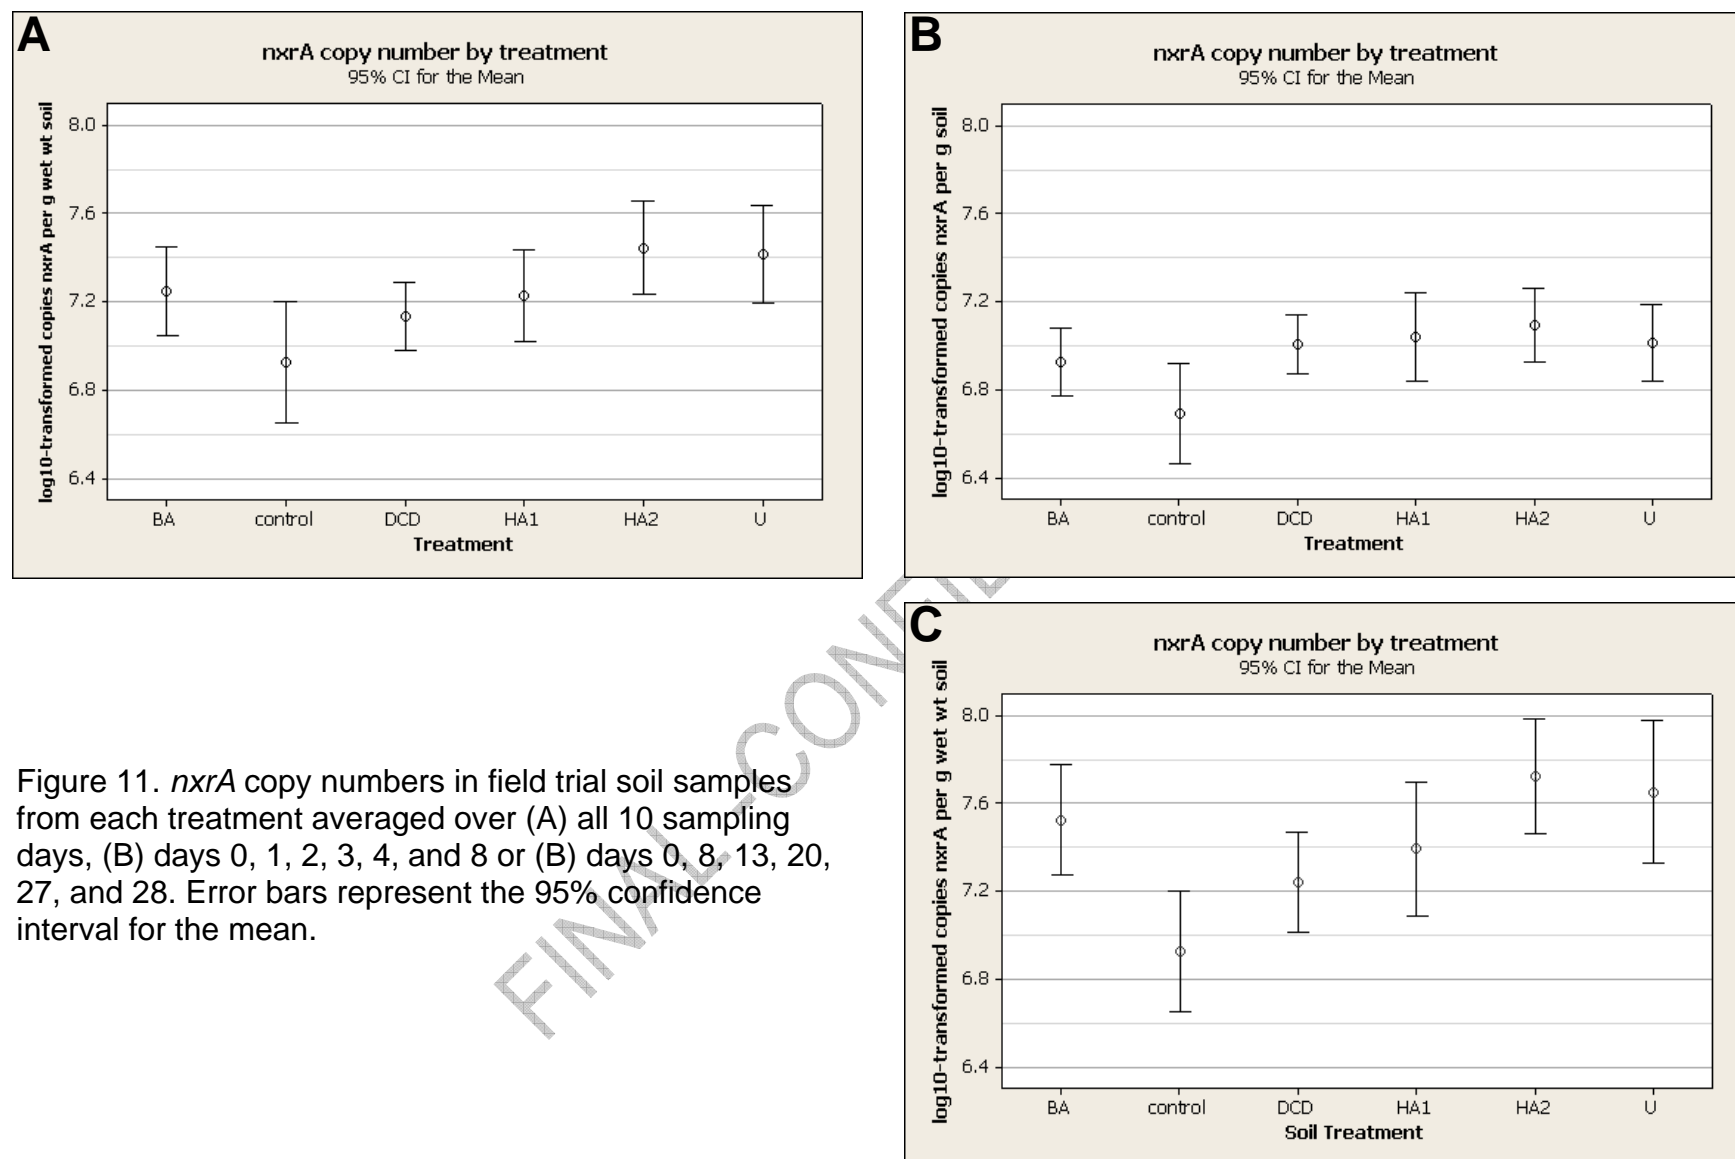 A
nxrA copy number by treatment
95% CI for the Mean
log10-transformed copies nxrA per g wet wt soil
8.0
7.6
7.2
6.8
6.4
BA control DCD HA1 HA2 U
Treatment
B
nxrA copy number by treatment
95% CI for the Mean
log10-transformed copies nxrA per g soil
8.0
7.6
7.2
6.8
6.4
BA control DCD HA1 HA2 U
Treatment
C
nxrA copy number by treatment
95% CI for the Mean
log10-transformed copies nxrA per g wet wt soil
8.0
7.6
7.2
6.8
6.4
BA control DCD HA1 HA2 U
Soil Treatment
Figure 11. nxrA copy numbers in field trial soil samples
from each treatment averaged over (A) all 10 sampling
days, (B) days 0, 1, 2, 3, 4, and 8 or (B) days 0, 8, 13, 20,
27, and 28. Error bars represent the 95% confidence
interval for the mean.
FINAL -